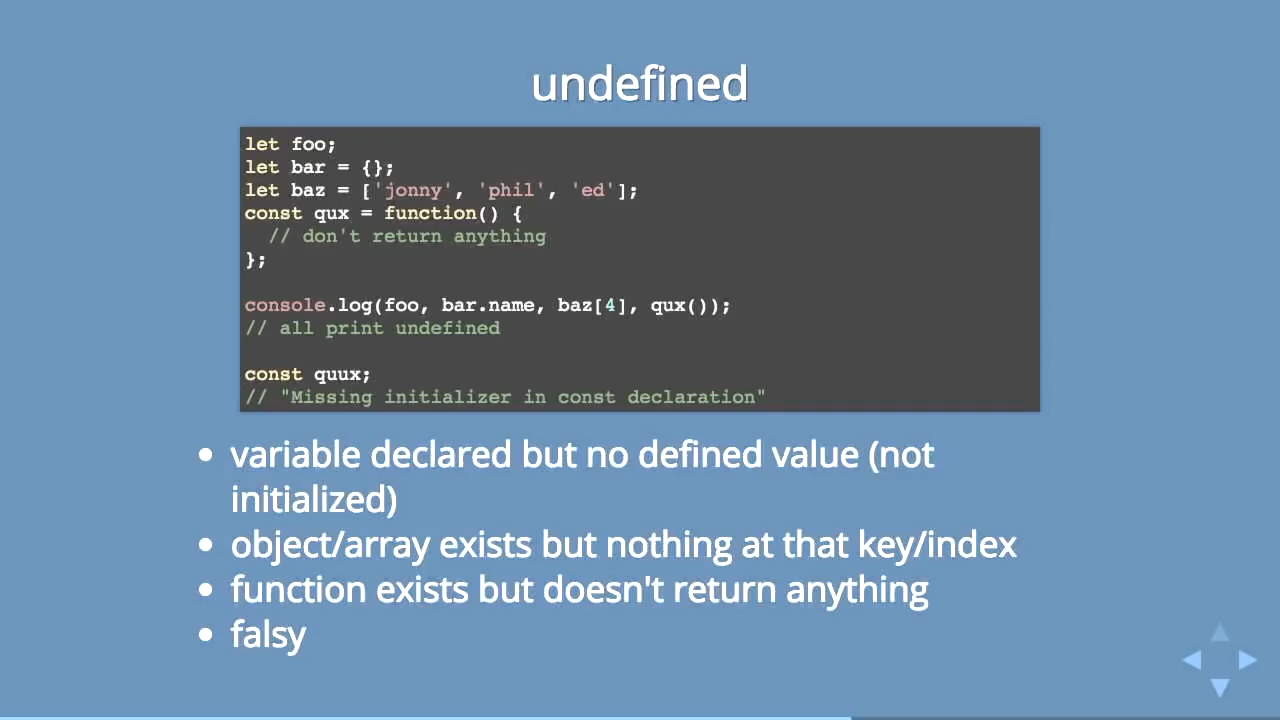 undefined
let foo;
let bar = {};
let baz = ['jonny', 'phil', 'ed'];
const qux = function() {
  // don't return anything
};
console.log(foo, bar.name, baz[4], qux());
// all print undefined
const quux;
// "Missing initializer in const declaration"
• variable declared but no defined value (not
initialized)
• object/array exists but nothing at that key/index
• function exists but doesn't return anything
• falsy